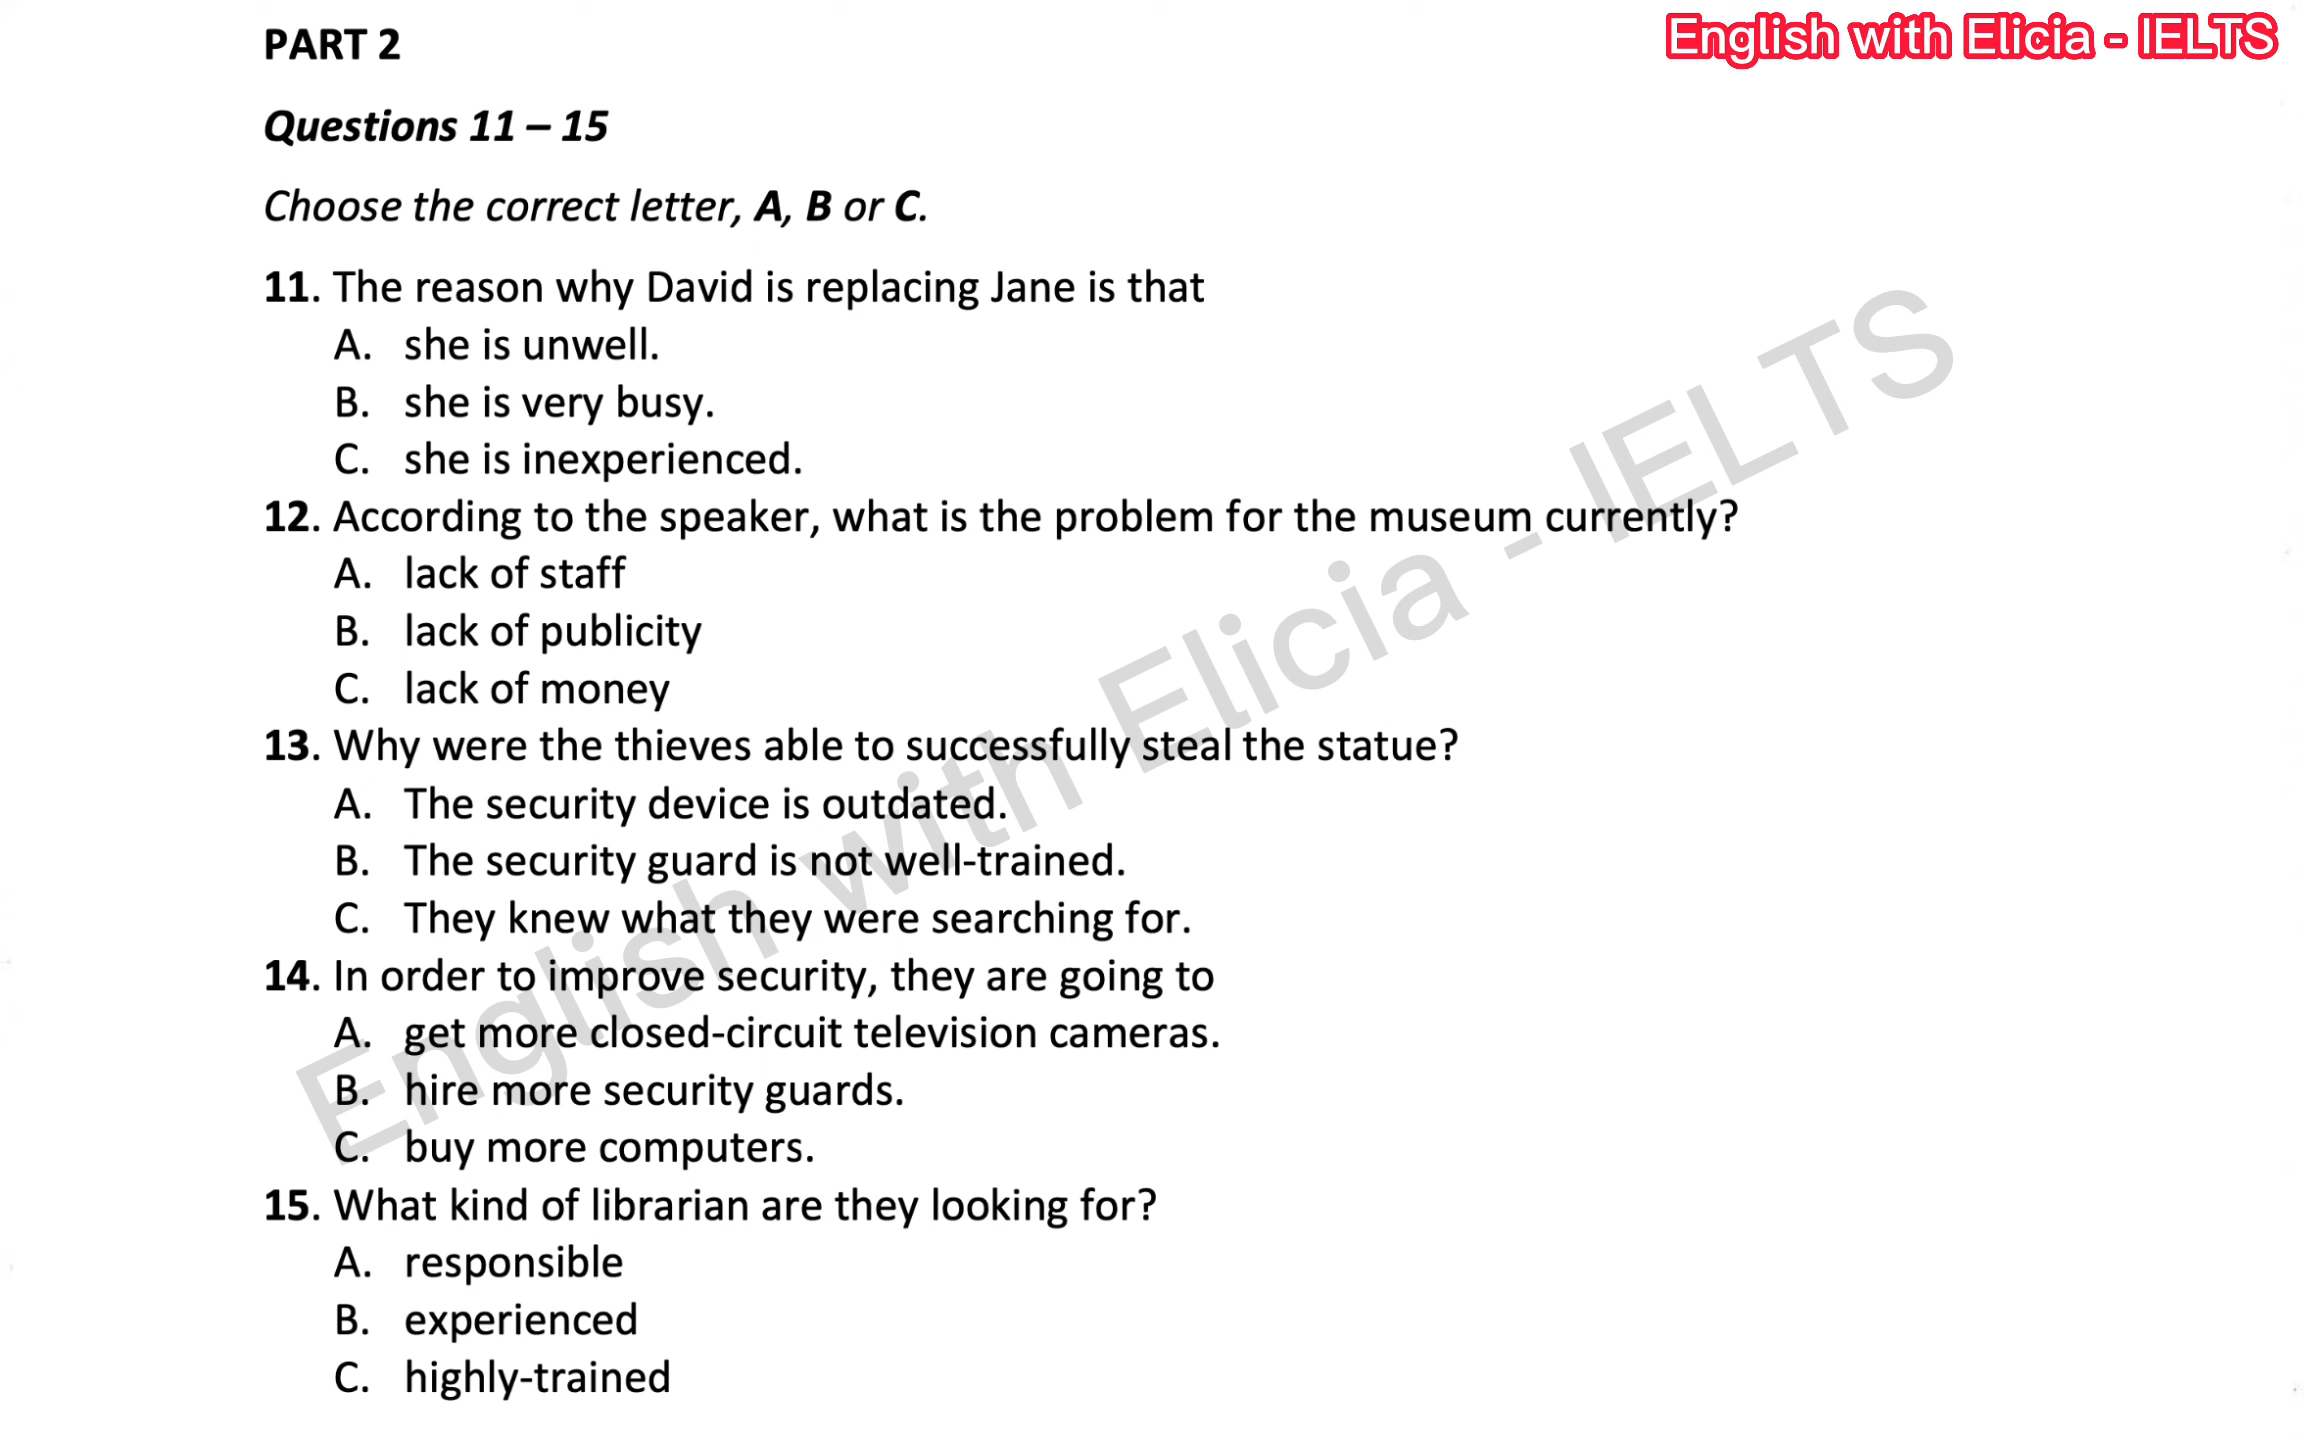 PART 2
English with Elicia - IELTS
Questions 11 – 15
Choose the correct letter, A, B or C.
11. The reason why David is replacing Jane is that
A. she is unwell.
B. she is very busy.
C. she is inexperienced.
12. According to the speaker, what is the problem for the museum currently?
A. lack of staff
B. lack of publicity
C. lack of money
13. Why were the thieves able to successfully steal the statue?
A. The security device is outdated.
B. The security guard is not well-trained.
C. They knew what they were searching for.
14. In order to improve security, they are going to
A. get more closed-circuit television cameras.
B. hire more security guards.
C. buy more computers.
15. What kind of librarian are they looking for?
A. responsible
B. experienced
C. highly-trained
English with Elicia - IELTS